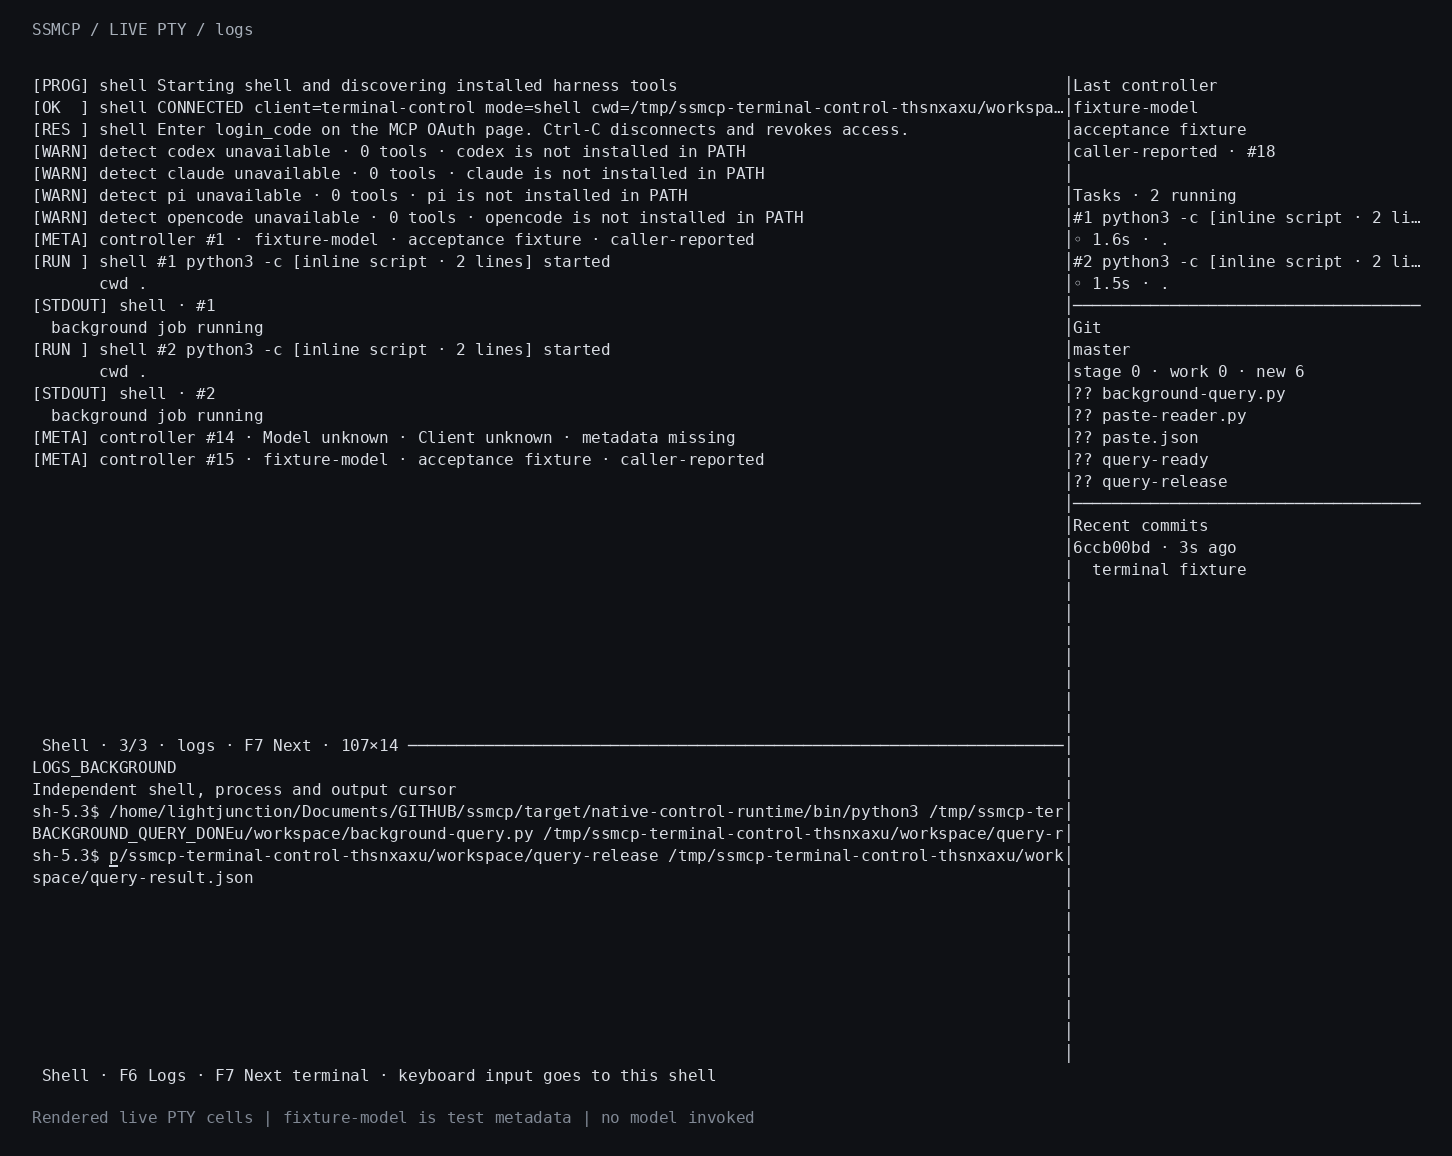 SSMCP / LIVE PTY / logs
[PROG] shell Starting shell and discovering installed harness tools
[OK  ] shell CONNECTED client=terminal-control mode=shell cwd=/tmp/ssmcp-terminal-control-thsnxaxu/workspa…
[RES ] shell Enter login_code on the MCP OAuth page. Ctrl-C disconnects and revokes access.
[WARN] detect codex unavailable · 0 tools · codex is not installed in PATH
[WARN] detect claude unavailable · 0 tools · claude is not installed in PATH
[WARN] detect pi unavailable · 0 tools · pi is not installed in PATH
[WARN] detect opencode unavailable · 0 tools · opencode is not installed in PATH
[META] controller #1 · fixture-model · acceptance fixture · caller-reported
[RUN ] shell #1 python3 -c [inline script · 2 lines] started
       cwd .
[STDOUT] shell · #1
  background job running
[RUN ] shell #2 python3 -c [inline script · 2 lines] started
       cwd .
[STDOUT] shell · #2
  background job running
[META] controller #14 · Model unknown · Client unknown · metadata missing
[META] controller #15 · fixture-model · acceptance fixture · caller-reported
Last controller
fixture-model
acceptance fixture
caller-reported · #18
Tasks · 2 running
#1 python3 -c [inline script · 2 li…
◦ 1.6s · .
#2 python3 -c [inline script · 2 li…
◦ 1.5s · .
Git
master
stage 0 · work 0 · new 6
?? background-query.py
?? paste-reader.py
?? paste.json
?? query-ready
?? query-release
Recent commits
6ccb00bd · 3s ago
  terminal fixture
Shell · 3/3 · logs · F7 Next · 107×14
LOGS_BACKGROUND
Independent shell, process and output cursor
sh-5.3$ /home/lightjunction/Documents/GITHUB/ssmcp/target/native-control-runtime/bin/python3 /tmp/ssmcp-ter
BACKGROUND_QUERY_DONEu/workspace/background-query.py /tmp/ssmcp-terminal-control-thsnxaxu/workspace/query-r
sh-5.3$ p/ssmcp-terminal-control-thsnxaxu/workspace/query-release /tmp/ssmcp-terminal-control-thsnxaxu/work
space/query-result.json
Shell · F6 Logs · F7 Next terminal · keyboard input goes to this shell
Rendered live PTY cells | fixture-model is test metadata | no model invoked